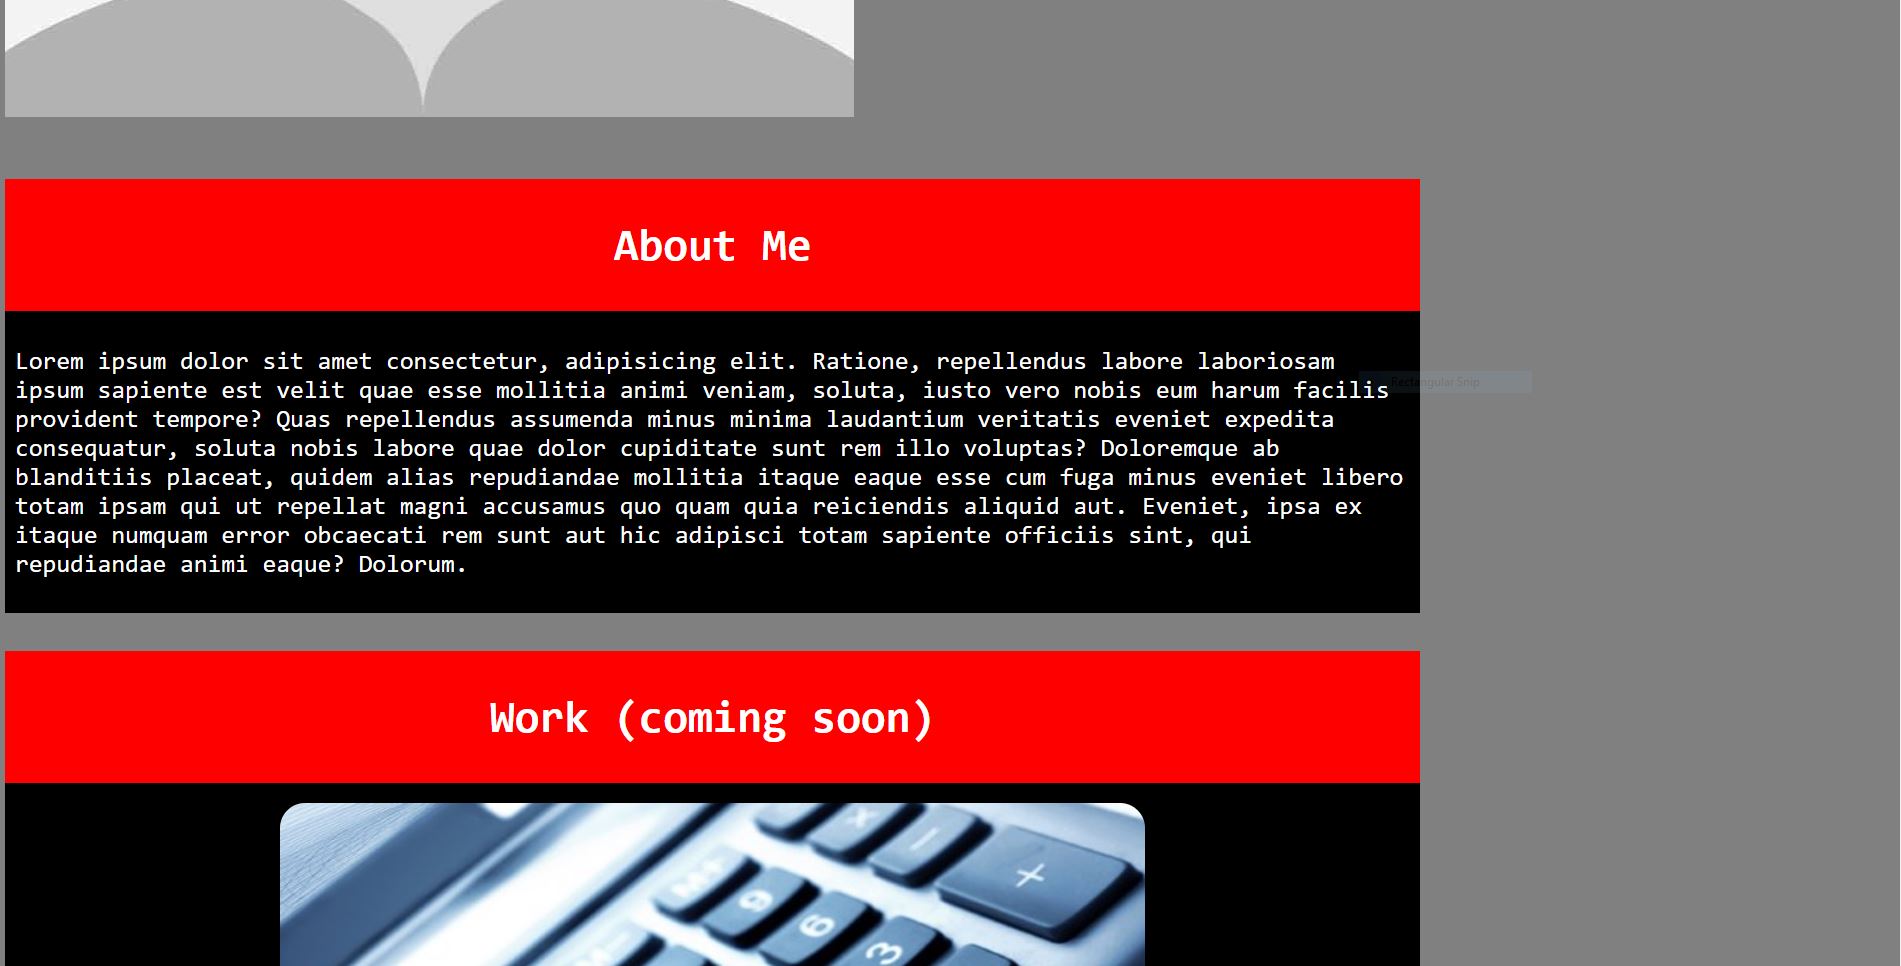 About Me
Lorem ipsum dolor sit amet consectetur, adipisicing elit. Ratione, repellendus labore laboriosam
ipsum sapiente est velit quae esse mollitia animi veniam, soluta, iusto vero nobis eum harum facilis
Rectangular Snip
provident tempore? Quas repellendus assumenda minus minima laudantium veritatis eveniet expedita
consequatur, soluta nobis labore quae dolor cupiditate sunt rem illo voluptas? Doloremque ab
blanditiis placeat, quidem alias repudiandae mollitia itaque eaque esse cum fuga minus eveniet libero
totam ipsam qui ut repellat magni accusamus quo quam quia reiciendis aliquid aut. Eveniet, ipsa ex
itaque numquam error obcaecati rem sunt aut hic adipisci totam sapiente officiis sint, qui
repudiandae animi eaque? Dolorum.
Work (coming soon)
× − +
M+ 9 6 3
M−